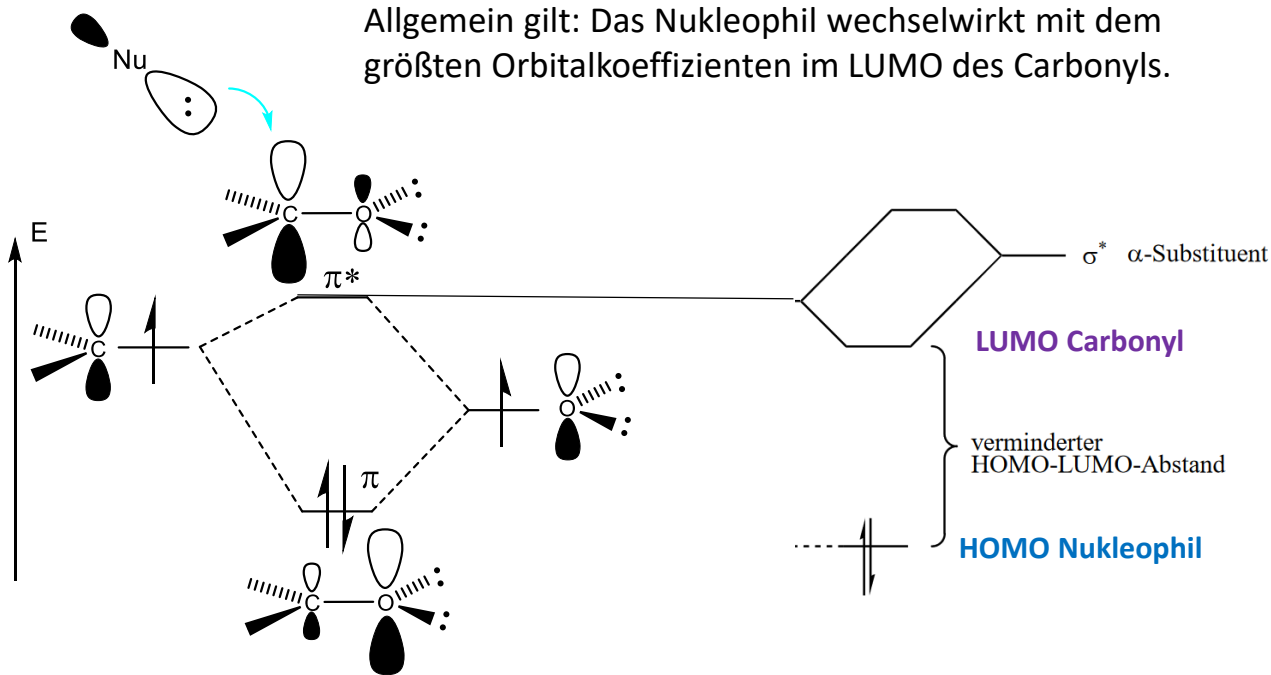 Allgemein gilt: Das Nukleophil wechselwirkt mit dem
größten Orbitalkoeffizienten im LUMO des Carbonyls.
Nu
C
O
E
π*
σ* α-Substituent
C
LUMO Carbonyl
O
verminderter
HOMO-LUMO-Abstand
π
HOMO Nukleophil
C
O